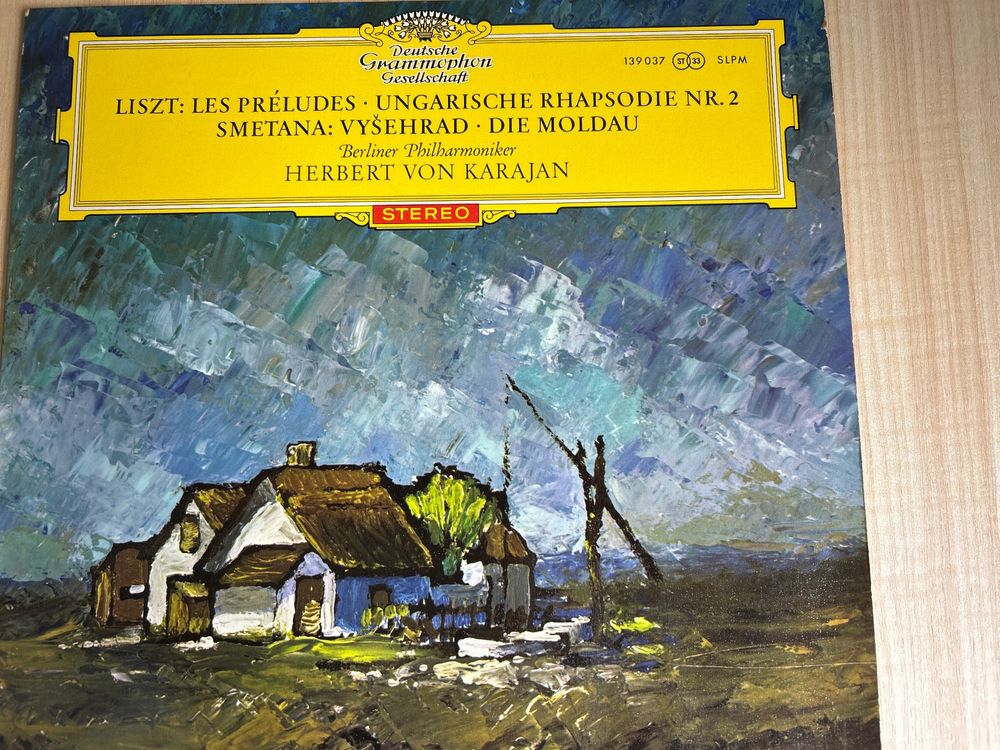 Deutsche
Grammophon
Gesellschaft
139 037 ST 33 SLPM
LISZT: LES PRÉLUDES · UNGARISCHE RHAPSODIE NR. 2
SMETANA: VYŠEHRAD · DIE MOLDAU
Berliner Philharmoniker
HERBERT VON KARAJAN
STEREO